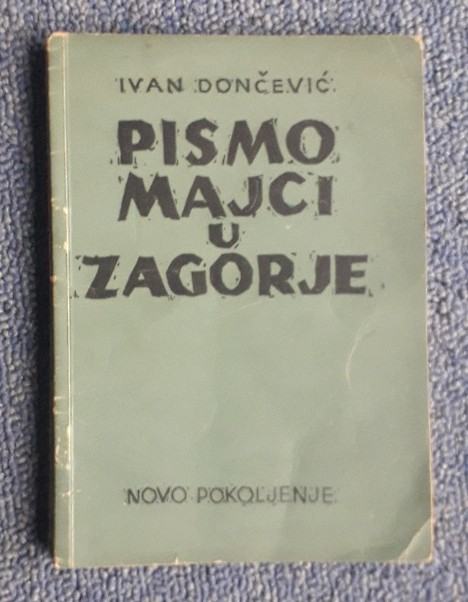 IVAN DONČEVIĆ
PISMO
MAJCI
U
ZAGORJE
NOVO POKOLJENJE